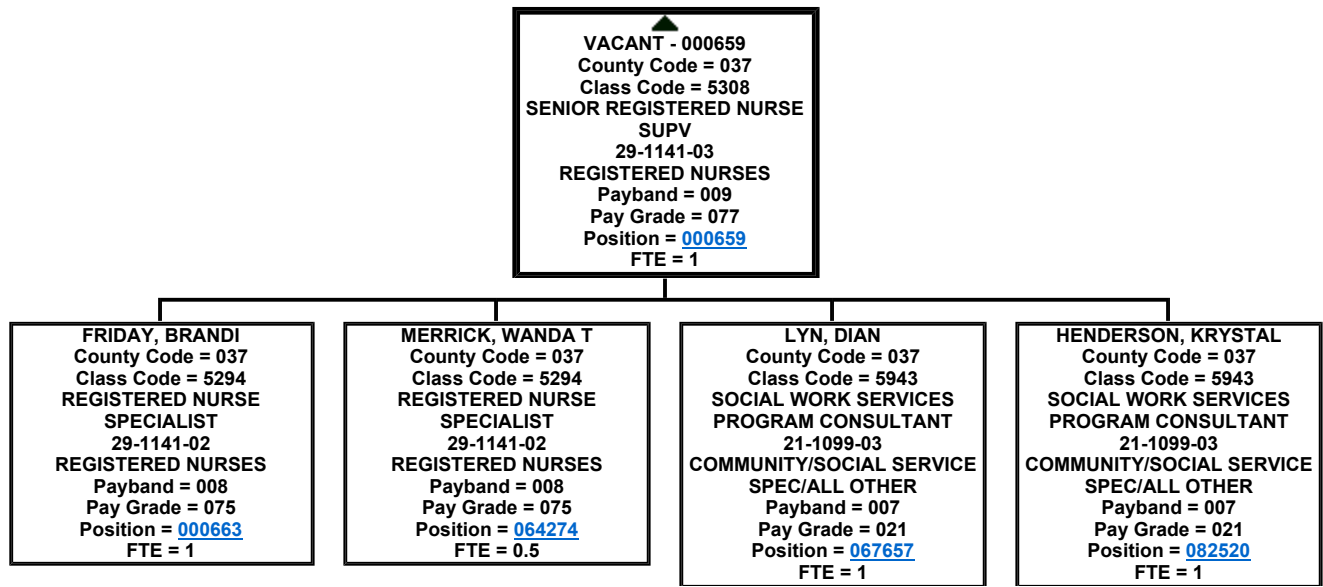 VACANT - 000659
County Code = 037
Class Code = 5308
SENIOR REGISTERED NURSE
SUPV
29-1141-03
REGISTERED NURSES
Payband = 009
Pay Grade = 077
Position = 000659
FTE = 1
FRIDAY, BRANDI
County Code = 037
Class Code = 5294
REGISTERED NURSE
SPECIALIST
29-1141-02
REGISTERED NURSES
Payband = 008
Pay Grade = 075
Position = 000663
FTE = 1
MERRICK, WANDA T
County Code = 037
Class Code = 5294
REGISTERED NURSE
SPECIALIST
29-1141-02
REGISTERED NURSES
Payband = 008
Pay Grade = 075
Position = 064274
FTE = 0.5
LYN, DIAN
County Code = 037
Class Code = 5943
SOCIAL WORK SERVICES
PROGRAM CONSULTANT
21-1099-03
COMMUNITY/SOCIAL SERVICE
SPEC/ALL OTHER
Payband = 007
Pay Grade = 021
Position = 067657
FTE = 1
HENDERSON, KRYSTAL
County Code = 037
Class Code = 5943
SOCIAL WORK SERVICES
PROGRAM CONSULTANT
21-1099-03
COMMUNITY/SOCIAL SERVICE
SPEC/ALL OTHER
Payband = 007
Pay Grade = 021
Position = 082520
FTE = 1